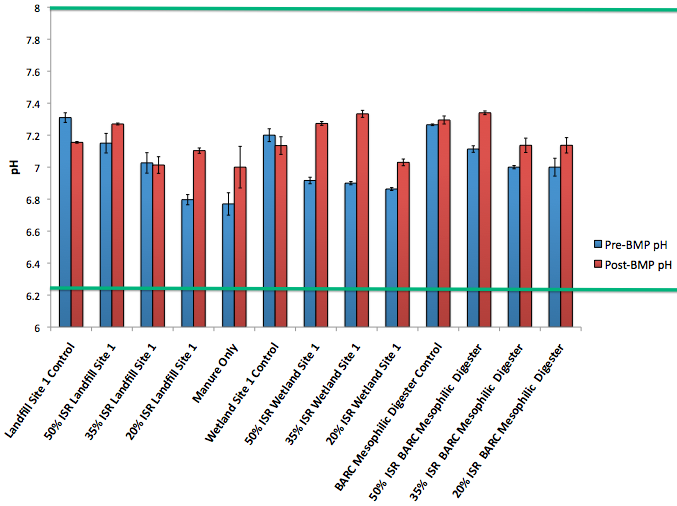 8
7.8
7.6
7.4
7.2
7
6.8
6.6
6.4
6.2
6
pH
Pre-BMP pH
Post-BMP pH
Landfill Site 1 Control
50% ISR Landfill Site 1
35% ISR Landfill Site 1
20% ISR Landfill Site 1
Manure Only
Wetland Site 1 Control
50% ISR Wetland Site 1
35% ISR Wetland Site 1
20% ISR Wetland Site 1
BARC Mesophilic Digester Control
50% ISR BARC Mesophilic Digester
35% ISR BARC Mesophilic Digester
20% ISR BARC Mesophilic Digester